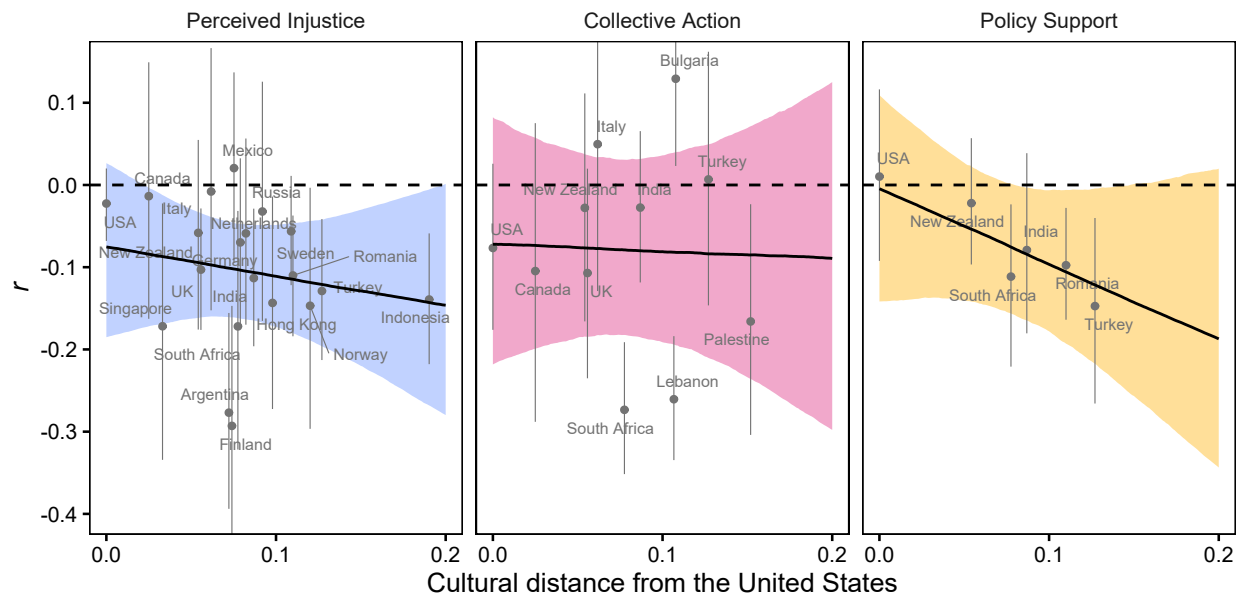 Perceived Injustice
Collective Action
Policy Support
r
0.1
0.0
-0.1
-0.2
-0.3
-0.4
Mexico
Canada
Russia
Italy
USA
Netherlands
New Zealand
Germany
Sweden
Romania
UK
India
Turkey
Singapore
Hong Kong
Indonesia
South Africa
Norway
Argentina
Finland
Bulgaria
Italy
Turkey
New Zealand
India
USA
Canada
UK
Palestine
Lebanon
South Africa
USA
New Zealand
India
South Africa
Romania
Turkey
0.0
0.1
0.2
0.0
0.1
0.2
0.0
0.1
0.2
Cultural distance from the United States